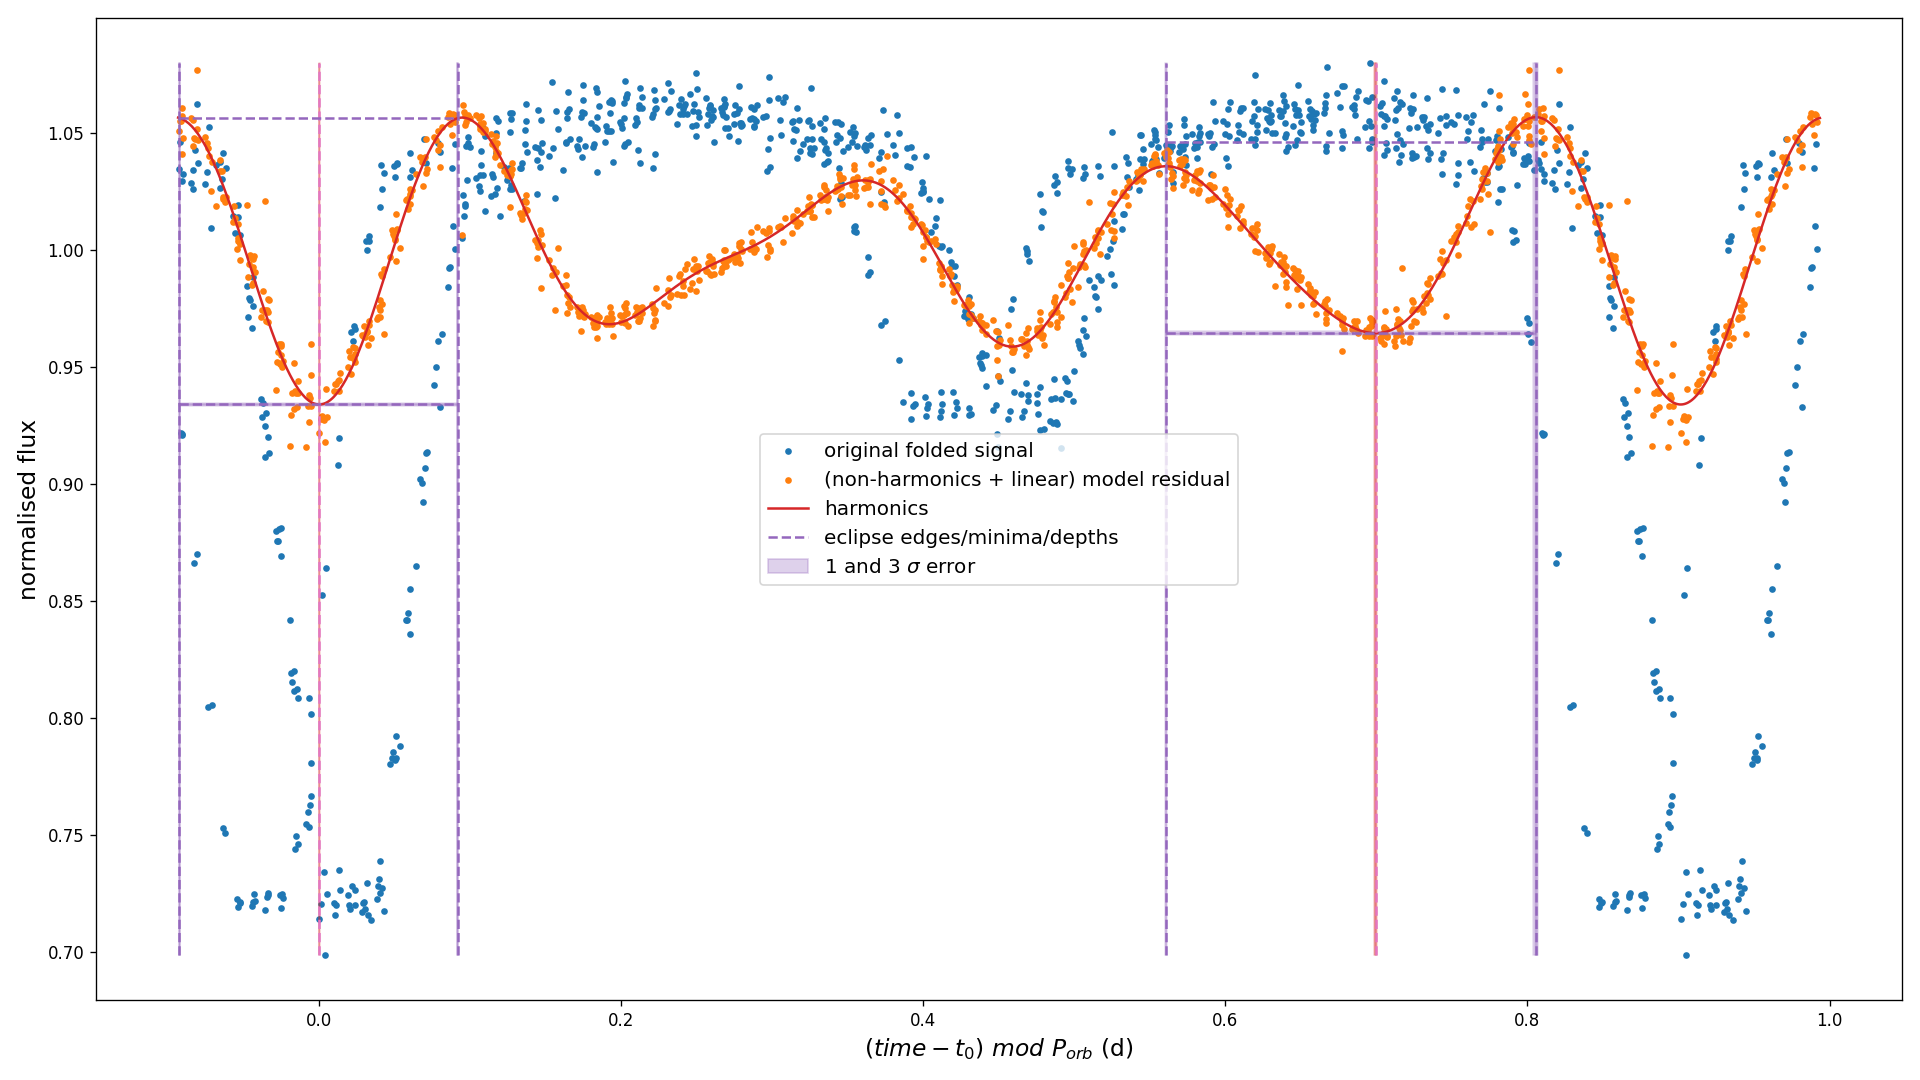 normalised flux
1.05
1.00
0.95
0.90
0.85
0.80
0.75
0.70
original folded signal
(non-harmonics + linear) model residual
harmonics
eclipse edges/minima/depths
1 and 3 σ error
0.0 0.2 0.4 0.6 0.8 1.0
(time − t₀) mod Pₒᵣb (d)